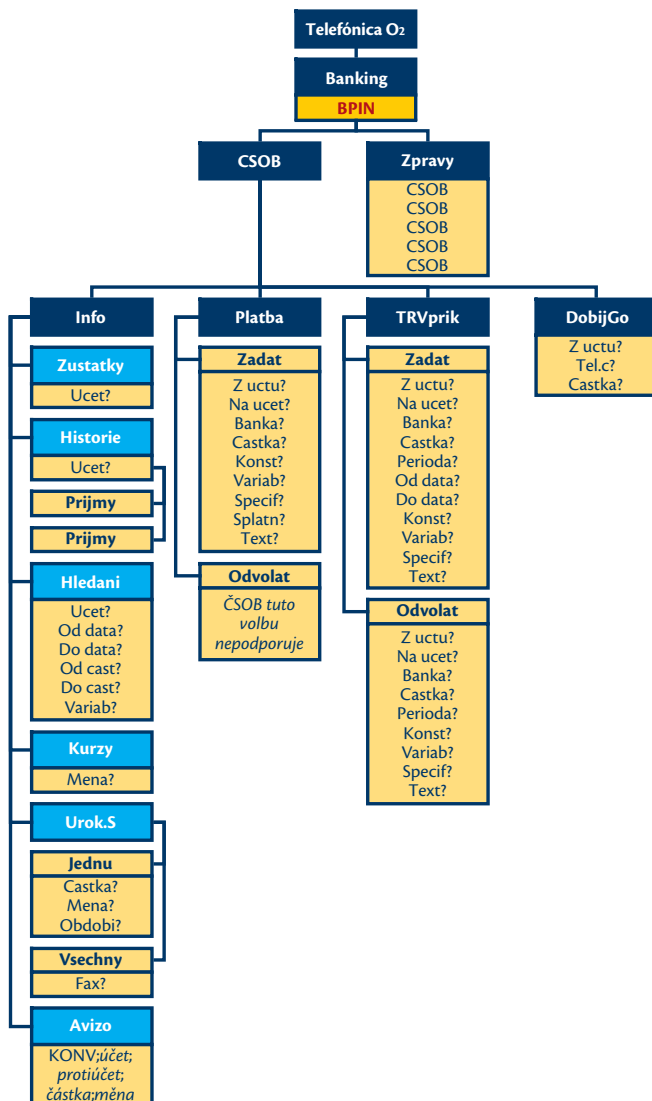 Telefónica O2
Banking
BPIN
CSOB
Zpravy
CSOB
CSOB
CSOB
CSOB
CSOB
Info
Zustatky
Ucet?
Historie
Ucet?
Prijmy
Prijmy
Hledani
Ucet?
Od data?
Do data?
Od cast?
Do cast?
Variab?
Kurzy
Mena?
Urok.S
Jednu
Castka?
Mena?
Obdobi?
Vsechny
Fax?
Avizo
KONV;účet;
protiúčet;
částka;měna
Platba
Zadat
Z uctu?
Na ucet?
Banka?
Castka?
Konst?
Variab?
Specif?
Splatn?
Text?
Odvolat
ČSOB tuto
volbu
nepodporuje
TRVprik
Zadat
Z uctu?
Na ucet?
Banka?
Castka?
Perioda?
Od data?
Do data?
Konst?
Variab?
Specif?
Text?
Odvolat
Z uctu?
Na ucet?
Banka?
Castka?
Perioda?
Konst?
Variab?
Specif?
Text?
DobijGo
Z uctu?
Tel.c?
Castka?